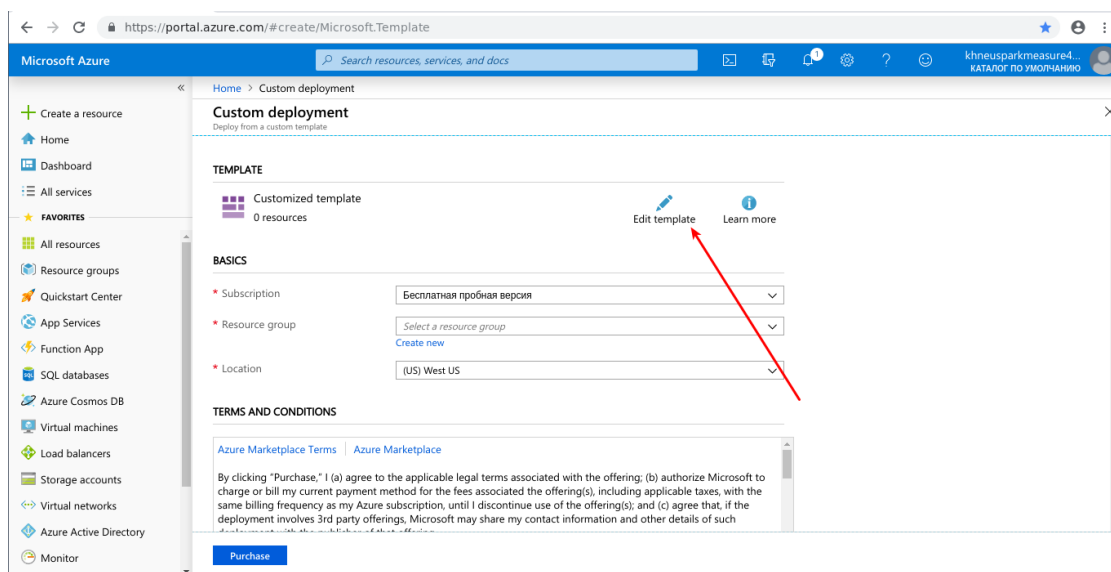 https://portal.azure.com/#create/Microsoft.Template
Microsoft Azure
Search resources, services, and docs
1
khneusparkmeasure4...
КАТАЛОГ ПО УМОЛЧАНИЮ
Create a resource
Home
Dashboard
All services
FAVORITES
All resources
Resource groups
Quickstart Center
App Services
Function App
SQL databases
Azure Cosmos DB
Virtual machines
Load balancers
Storage accounts
Virtual networks
Azure Active Directory
Monitor
Home > Custom deployment
Custom deployment
Deploy from a custom template
TEMPLATE
Customized template
0 resources
Edit template
Learn more
BASICS
* Subscription
Бесплатная пробная версия
* Resource group
Select a resource group
Create new
* Location
(US) West US
TERMS AND CONDITIONS
Azure Marketplace Terms | Azure Marketplace
By clicking "Purchase," I (a) agree to the applicable legal terms associated with the offering; (b) authorize Microsoft to
charge or bill my current payment method for the fees associated the offering(s), including applicable taxes, with the
same billing frequency as my Azure subscription, until I discontinue use of the offering(s); and (c) agree that, if the
deployment involves 3rd party offerings, Microsoft may share my contact information and other details of such
deployment with the publisher of that offering.
Purchase